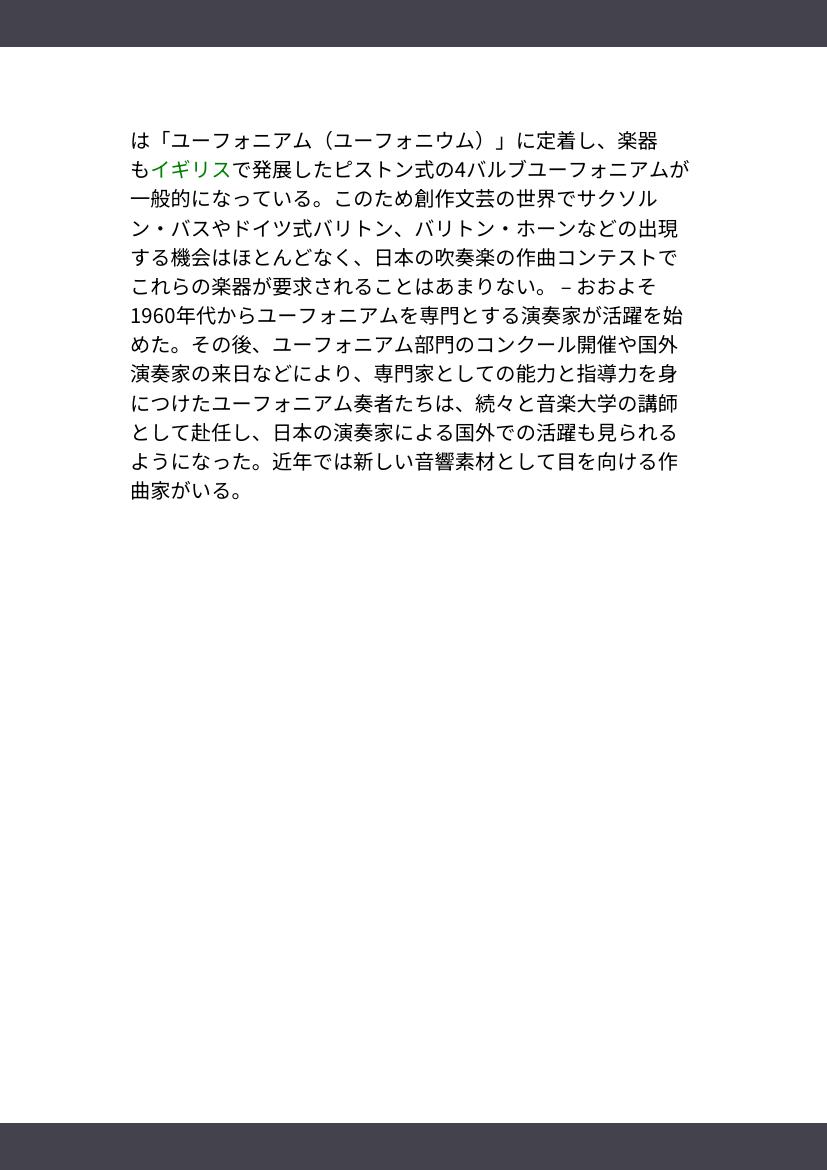 は「ユーフォニアム（ユーフォニウム）」に定着し、楽器
もイギリスで発展したピストン式の4バルブユーフォニアムが
一般的になっている。このため創作文芸の世界でサクソル
ン・バスやドイツ式バリトン、バリトン・ホーンなどの出現
する機会はほとんどなく、日本の吹奏楽の作曲コンテストで
これらの楽器が要求されることはあまりない。 – おおよそ
1960年代からユーフォニアムを専門とする演奏家が活躍を始
めた。その後、ユーフォニアム部門のコンクール開催や国外
演奏家の来日などにより、専門家としての能力と指導力を身
につけたユーフォニアム奏者たちは、続々と音楽大学の講師
として赴任し、日本の演奏家による国外での活躍も見られる
ようになった。近年では新しい音響素材として目を向ける作
曲家がいる。